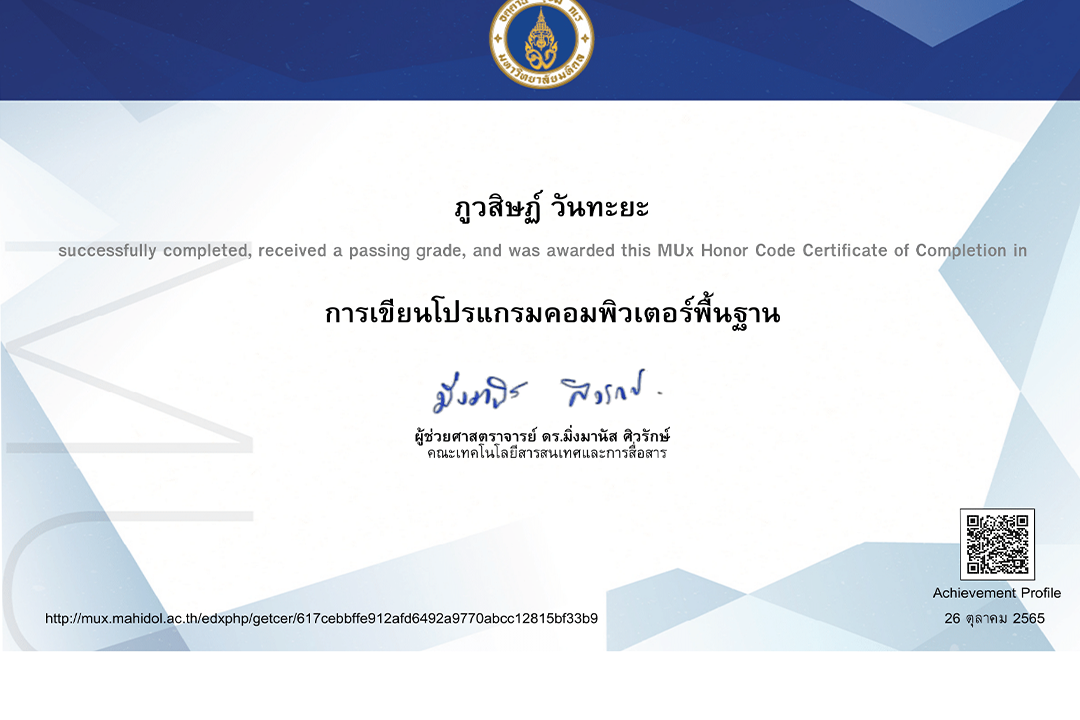 มหาวิทยาลัยมหิดล
ภูวสิษฏ์ วันทะยะ
successfully completed, received a passing grade, and was awarded this MUx Honor Code Certificate of Completion in
การเขียนโปรแกรมคอมพิวเตอร์พื้นฐาน
มิ่งมานัส ศิวรักษ์
ผู้ช่วยศาสตราจารย์ ดร.มิ่งมานัส ศิวรักษ์
คณะเทคโนโลยีสารสนเทศและการสื่อสาร
Achievement Profile
http://mux.mahidol.ac.th/edxphp/getcer/617cebbffe912afd6492a9770abcc12815bf33b9
26 ตุลาคม 2565